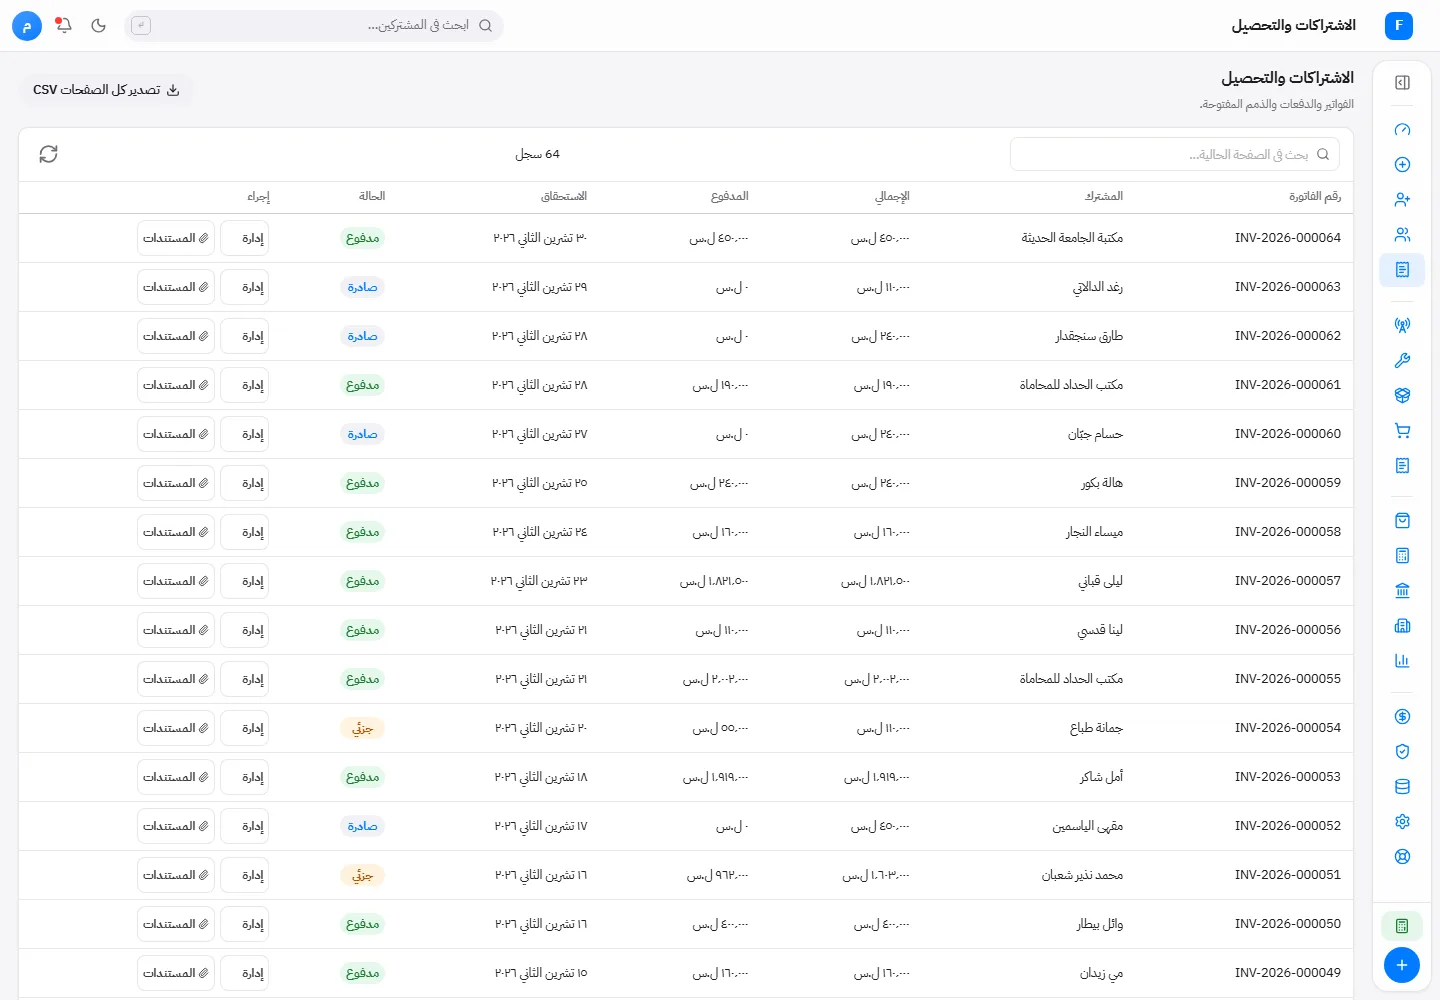 F
الاشتراكات والتحصيل
ابحث في المشتركين...
م
الاشتراكات والتحصيل
الفواتير والدفعات والذمم المفتوحة.
تصدير كل الصفحات CSV
بحث في الصفحة الحالية...
64 سجل
رقم الفاتورة المشترك الإجمالي المدفوع الاستحقاق الحالة إجراء
INV-2026-000064 مكتبة الجامعة الحديثة ٤٥٠٬٠٠٠ ل.س ٤٥٠٬٠٠٠ ل.س ٣٠ تشرين الثاني ٢٠٢٦ مدفوع إدارة المستندات
INV-2026-000063 رغد الدالاتي ١١٠٬٠٠٠ ل.س ٠ ل.س ٢٩ تشرين الثاني ٢٠٢٦ صادرة إدارة المستندات
INV-2026-000062 طارق سنجقدار ٢٤٠٬٠٠٠ ل.س ٠ ل.س ٢٨ تشرين الثاني ٢٠٢٦ صادرة إدارة المستندات
INV-2026-000061 مكتب الحداد للمحاماة ١٩٠٬٠٠٠ ل.س ١٩٠٬٠٠٠ ل.س ٢٨ تشرين الثاني ٢٠٢٦ مدفوع إدارة المستندات
INV-2026-000060 حسام جبّان ٢٤٠٬٠٠٠ ل.س ٠ ل.س ٢٧ تشرين الثاني ٢٠٢٦ صادرة إدارة المستندات
INV-2026-000059 هالة بكور ٢٤٠٬٠٠٠ ل.س ٢٤٠٬٠٠٠ ل.س ٢٥ تشرين الثاني ٢٠٢٦ مدفوع إدارة المستندات
INV-2026-000058 ميساء النجار ١٦٠٬٠٠٠ ل.س ١٦٠٬٠٠٠ ل.س ٢٤ تشرين الثاني ٢٠٢٦ مدفوع إدارة المستندات
INV-2026-000057 ليلى قباني ١٬٨٢١٬٥٠٠ ل.س ١٬٨٢١٬٥٠٠ ل.س ٢٣ تشرين الثاني ٢٠٢٦ مدفوع إدارة المستندات
INV-2026-000056 لينا قدسي ١١٠٬٠٠٠ ل.س ١١٠٬٠٠٠ ل.س ٢١ تشرين الثاني ٢٠٢٦ مدفوع إدارة المستندات
INV-2026-000055 مكتب الحداد للمحاماة ٢٬٠٠٢٬٠٠٠ ل.س ٢٬٠٠٢٬٠٠٠ ل.س ٢١ تشرين الثاني ٢٠٢٦ مدفوع إدارة المستندات
INV-2026-000054 جمانة طباع ١١٠٬٠٠٠ ل.س ٥٥٬٠٠٠ ل.س ٢٠ تشرين الثاني ٢٠٢٦ جزئي إدارة المستندات
INV-2026-000053 أمل شاكر ١٬٩١٩٬٠٠٠ ل.س ١٬٩١٩٬٠٠٠ ل.س ١٨ تشرين الثاني ٢٠٢٦ مدفوع إدارة المستندات
INV-2026-000052 مقهى الياسمين ٤٥٠٬٠٠٠ ل.س ٠ ل.س ١٧ تشرين الثاني ٢٠٢٦ صادرة إدارة المستندات
INV-2026-000051 محمد نذير شعبان ١٬٦٠٣٬٠٠٠ ل.س ٩٦٢٬٠٠٠ ل.س ١٦ تشرين الثاني ٢٠٢٦ جزئي إدارة المستندات
INV-2026-000050 وائل بيطار ٤٠٠٬٠٠٠ ل.س ٤٠٠٬٠٠٠ ل.س ١٦ تشرين الثاني ٢٠٢٦ مدفوع إدارة المستندات
INV-2026-000049 مي زيدان ١٦٠٬٠٠٠ ل.س ١٦٠٬٠٠٠ ل.س ١٥ تشرين الثاني ٢٠٢٦ مدفوع إدارة المستندات